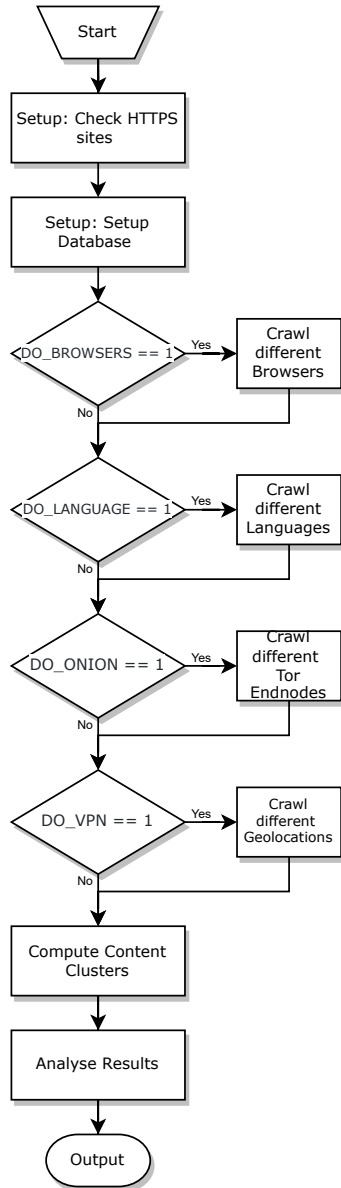 Start
Setup: Check HTTPS
sites
Setup: Setup
Database
DO_BROWSERS == 1
Yes
Crawl
different
Browsers
No
DO_LANGUAGE == 1
Yes
Crawl
different
Languages
No
DO_ONION == 1
Yes
Crawl
different
Tor
Endnodes
No
DO_VPN == 1
Yes
Crawl
different
Geolocations
No
Compute Content
Clusters
Analyse Results
Output